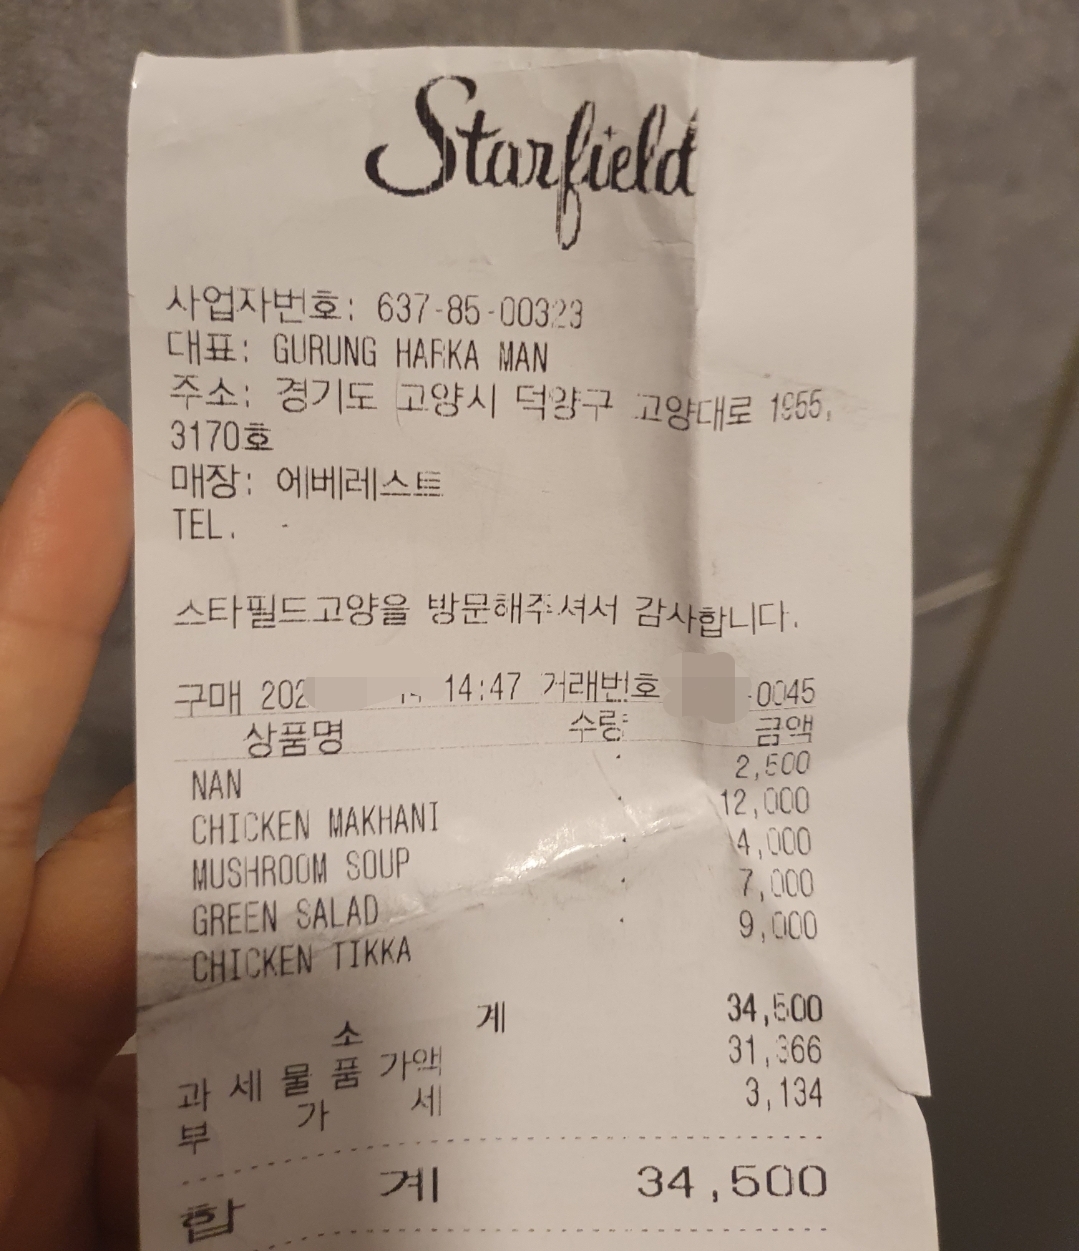 Starfield
사업자번호: 637-85-00323
대표: GURUNG HARKA MAN
주소: 경기도 고양시 덕양구 고양대로 1955,
3170호
매장: 에베레스트
TEL. -
스타필드고양을 방문해주셔서 감사합니다.
구매 202 14:47 거래번호 -0045
상품명 수량 금액
NAN 2,500
CHICKEN MAKHANI 12,000
MUSHROOM SOUP 4,000
GREEN SALAD 7,000
CHICKEN TIKKA 9,000
소 계 34,500
과 세 물 품 가액 31,366
부 가 세 3,134
합 계 34,500